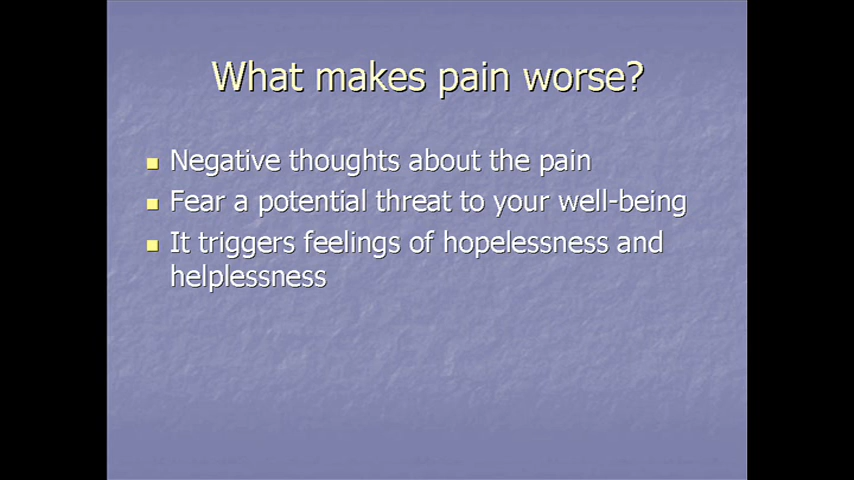 What makes pain worse?
Negative thoughts about the pain
Fear a potential threat to your well-being
It triggers feelings of hopelessness and
helplessness